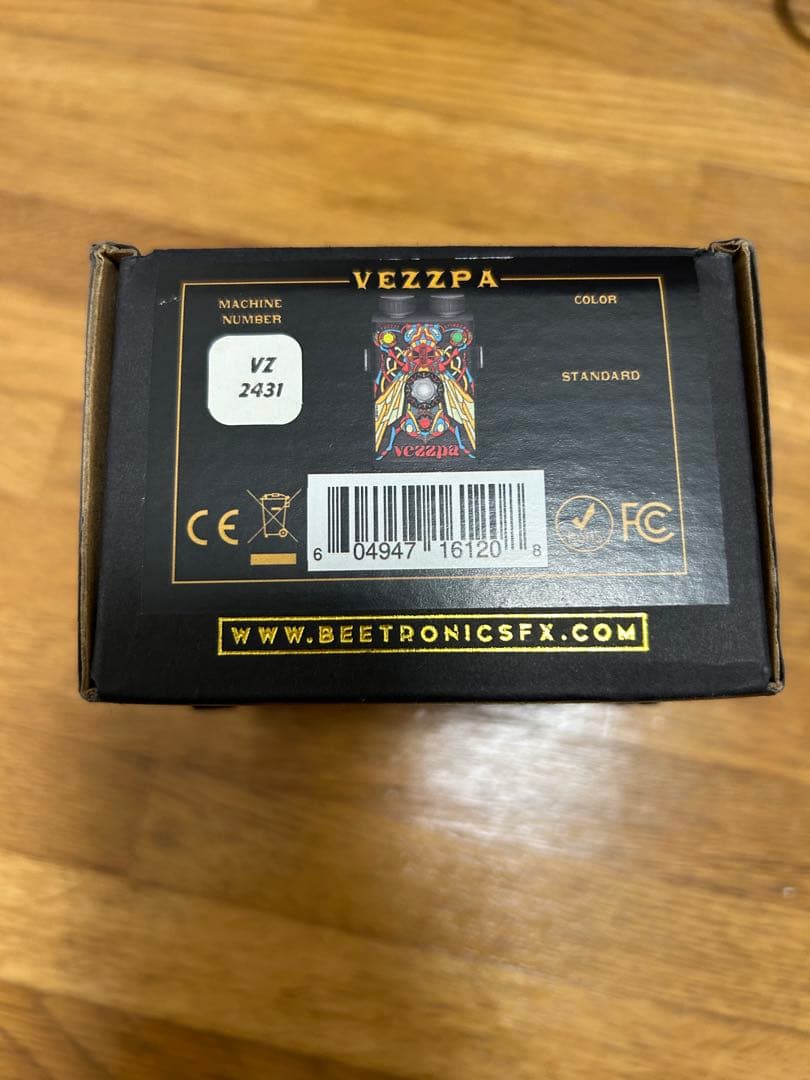 VEZZPA
MACHINE
NUMBER
COLOR
VZ
2431
STANDARD
vezzpa
CE
FC
6 04947 16120 8
WWW.BEETRONICSFX.COM